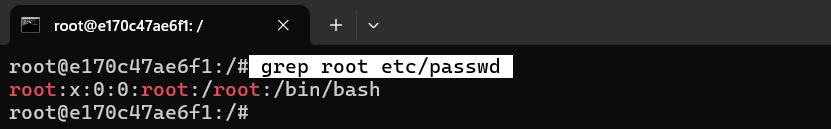 root@e170c47ae6f1: /
root@e170c47ae6f1:/# grep root etc/passwd
root:x:0:0:root:/root:/bin/bash
root@e170c47ae6f1:/#